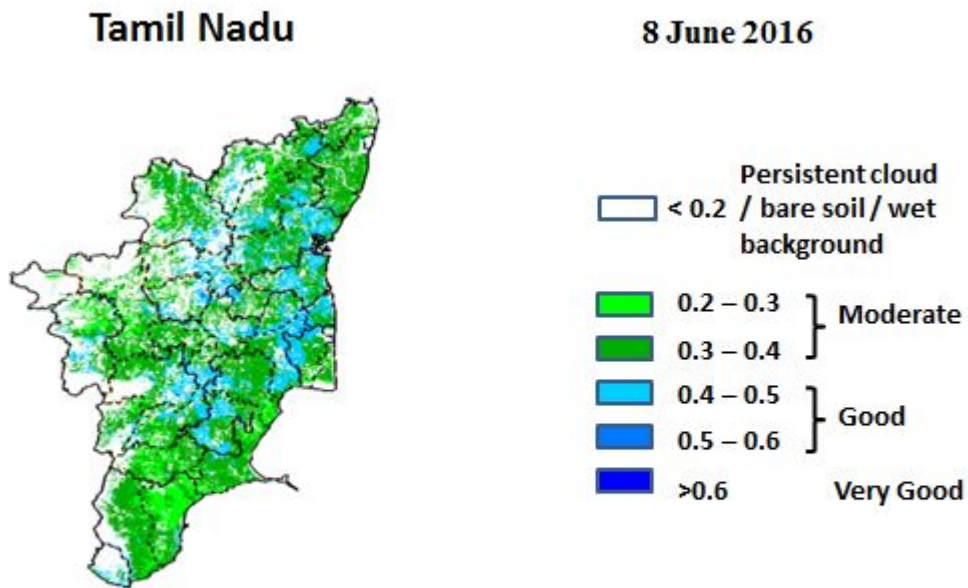 Tamil Nadu
8 June 2016
Persistent cloud
< 0.2 / bare soil / wet
background
0.2 – 0.3
Moderate
0.3 – 0.4
0.4 – 0.5
Good
0.5 – 0.6
>0.6 Very Good